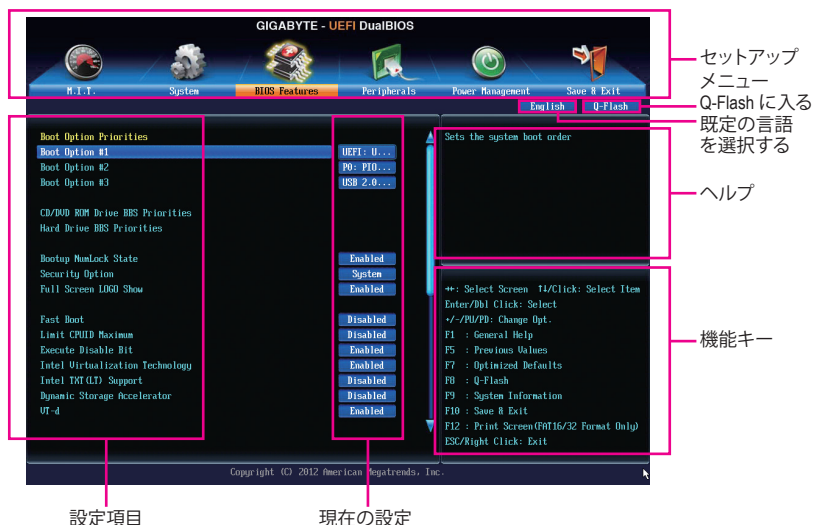 GIGABYTE - UEFI DualBIOS
M.I.T.
System
BIOS Features
Peripherals
Power Management
Save & Exit
English
Q-Flash
セットアップ
メニュー
Q-Flash に入る
既定の言語
を選択する
Boot Option Priorities
Boot Option #1 UEFI: U...
Boot Option #2 P0: PIO...
Boot Option #3 USB 2.0...
CD/DVD ROM Drive BBS Priorities
Hard Drive BBS Priorities
Bootup NumLock State Enabled
Security Option System
Full Screen LOGO Show Enabled
Fast Boot Disabled
Limit CPUID Maximum Disabled
Execute Disable Bit Enabled
Intel Virtualization Technology Enabled
Intel TXT(LT) Support Disabled
Dynamic Storage Accelerator Disabled
VT-d Enabled
Sets the system boot order
ヘルプ
→←: Select Screen ↑↓/Click: Select Item
Enter/Dbl Click: Select
+/-/PU/PD: Change Opt.
F1 : General Help
F5 : Previous Values
F7 : Optimized Defaults
F8 : Q-Flash
F9 : System Information
F10 : Save & Exit
F12 : Print Screen(FAT16/32 Format Only)
ESC/Right Click: Exit
機能キー
Copyright (C) 2012 American Megatrends, Inc.
設定項目
現在の設定